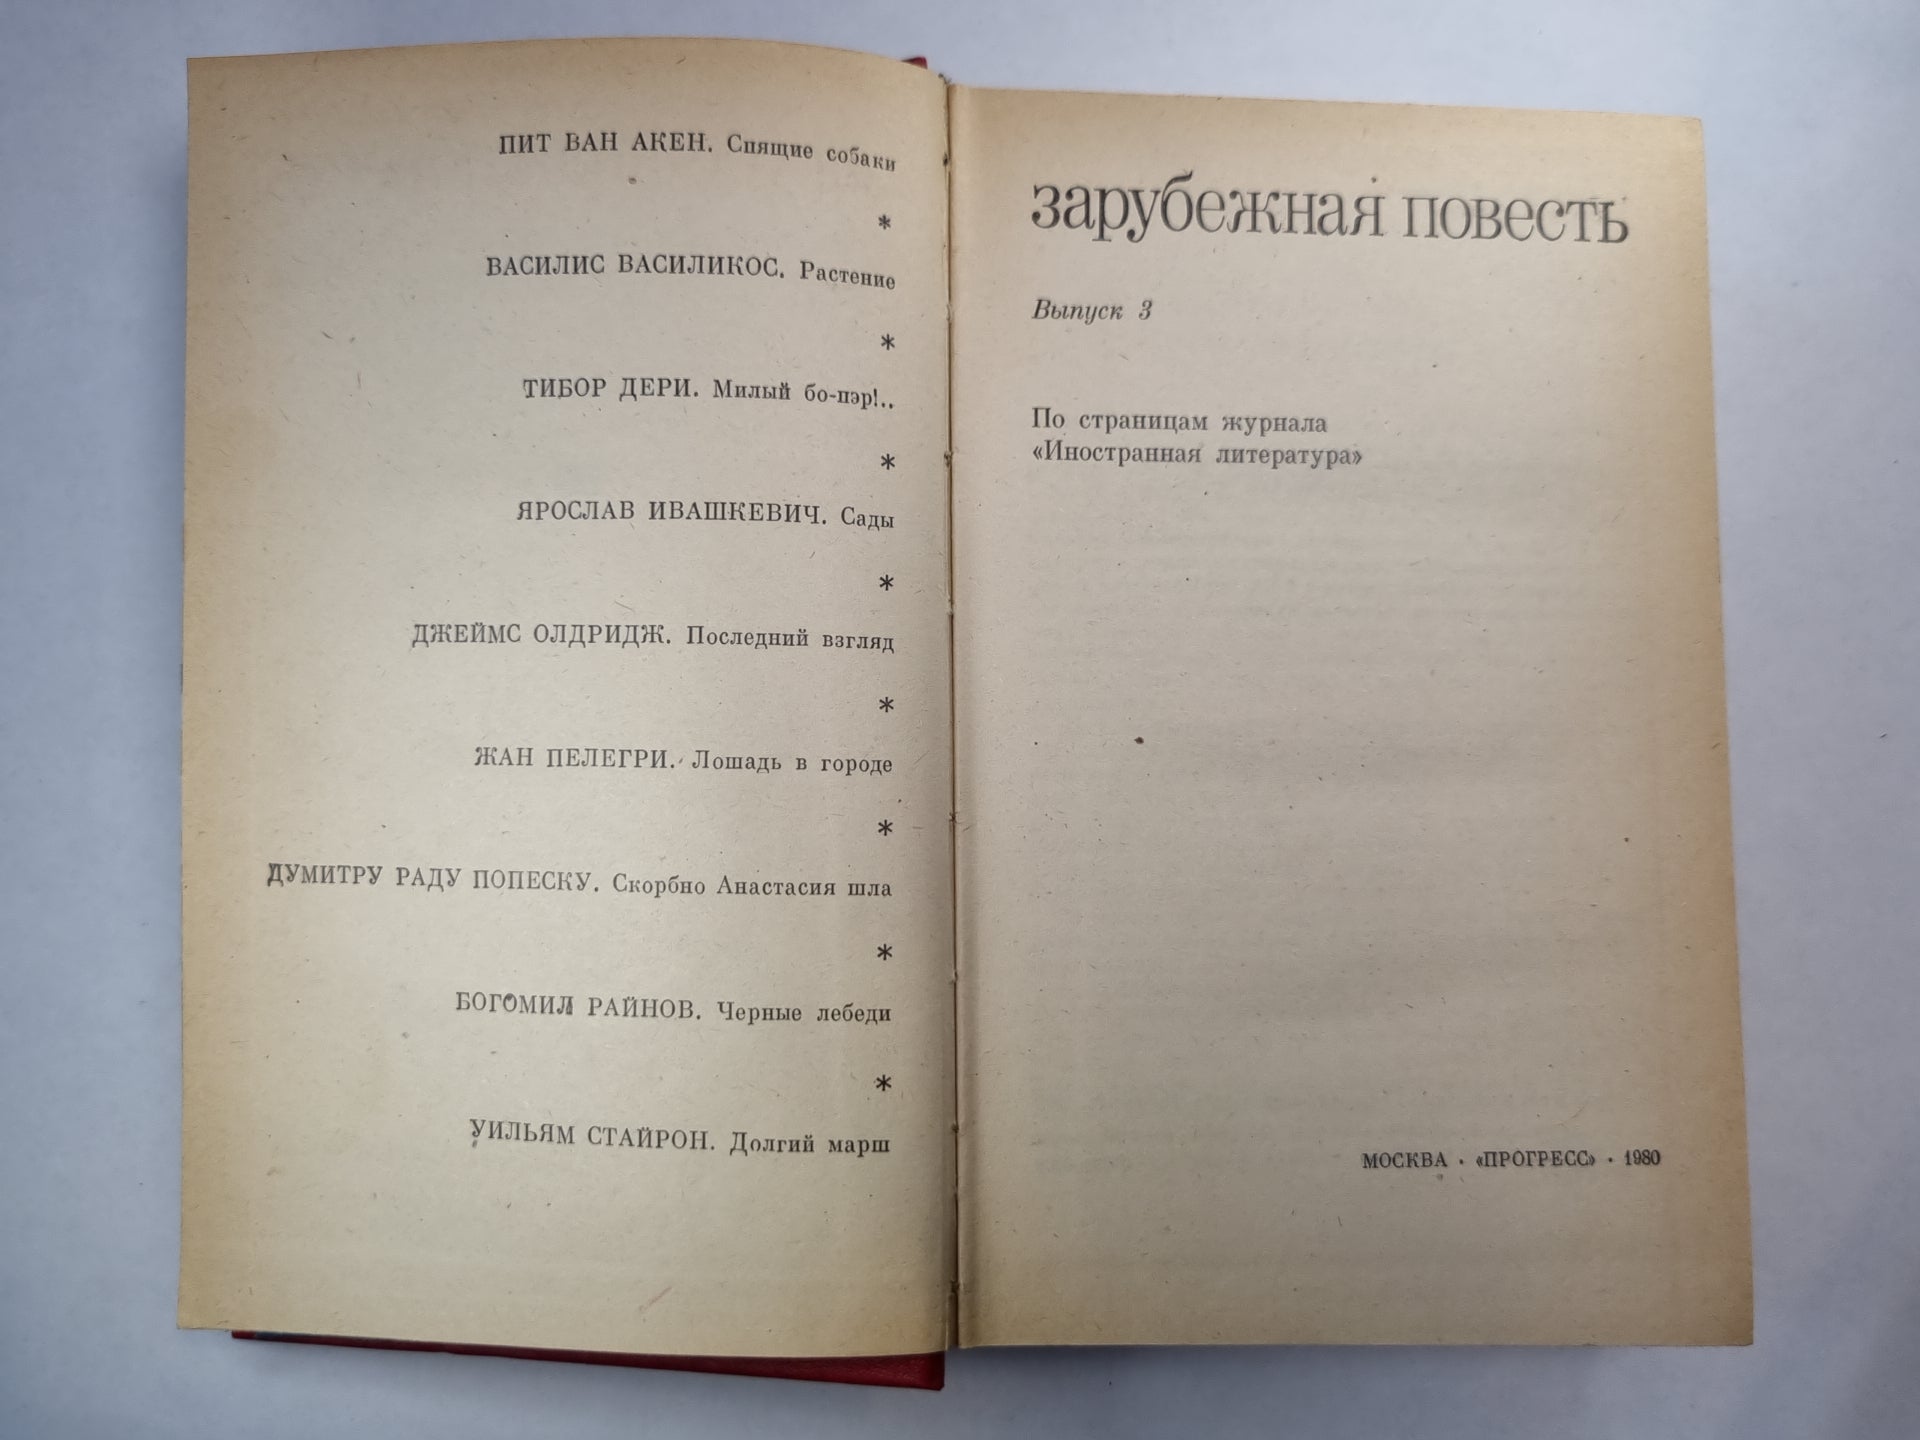 ПИТ ВАН АКЕН. Спящие собаки
*
ВАСИЛИС ВАСИЛИКОС. Растение
*
ТИБОР ДЕРИ. Милый бо-пэр!..
*
ЯРОСЛАВ ИВАШКЕВИЧ. Сады
*
ДЖЕЙМС ОЛДРИДЖ. Последний взгляд
*
ЖАН ПЕЛЕГРИ. Лошадь в городе
*
ДУМИТРУ РАДУ ПОПЕСКУ. Скорбно Анастасия шла
*
БОГОМИЛ РАЙНОВ. Черные лебеди
*
УИЛЬЯМ СТАЙРОН. Долгий марш
зарубежная повесть
Выпуск 3
По страницам журнала
«Иностранная литература»
МОСКВА · «ПРОГРЕСС» · 1980